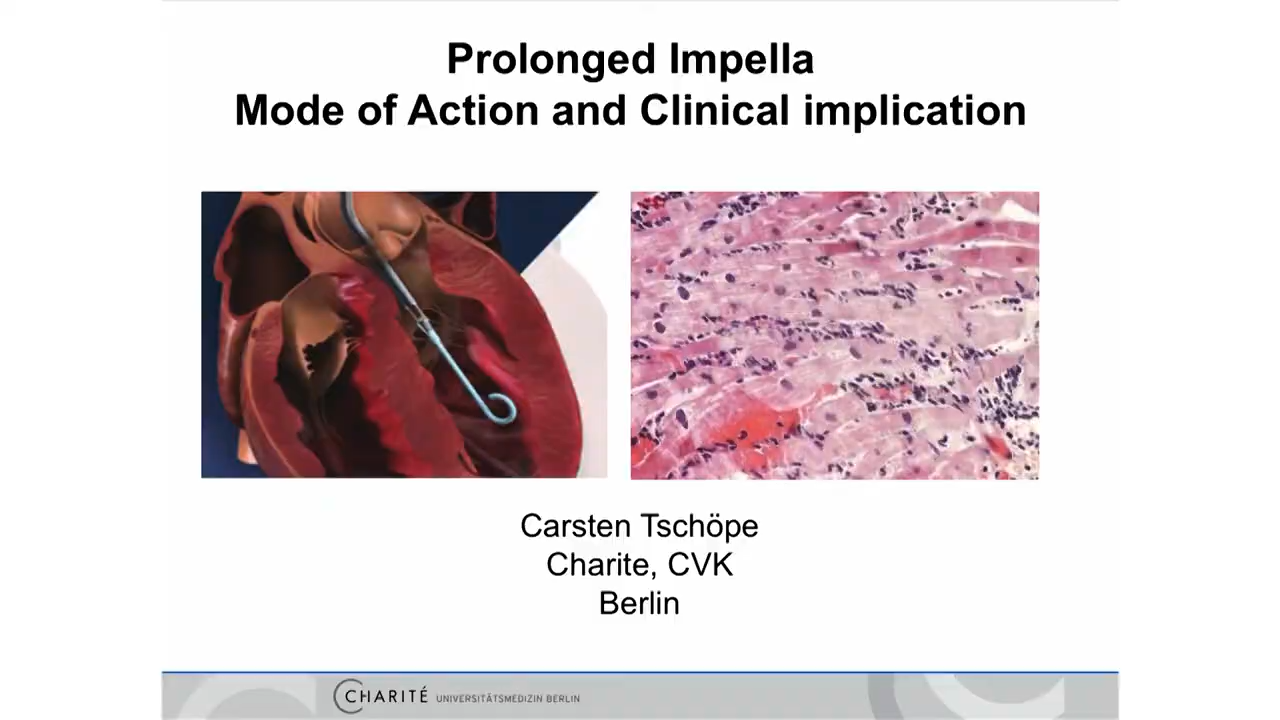 Prolonged Impella
Mode of Action and Clinical implication
Carsten Tschöpe
Charite, CVK
Berlin
CHARITÉ UNIVERSITÄTSMEDIZIN BERLIN